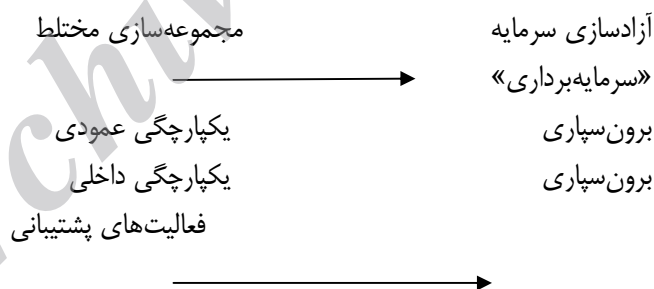 آزادسازی سرمایه مجموعه‌سازی مختلط
«سرمایه‌برداری»
برون‌سپاری یکپارچگی عمودی
برون‌سپاری یکپارچگی داخلی
فعالیت‌های پشتیبانی